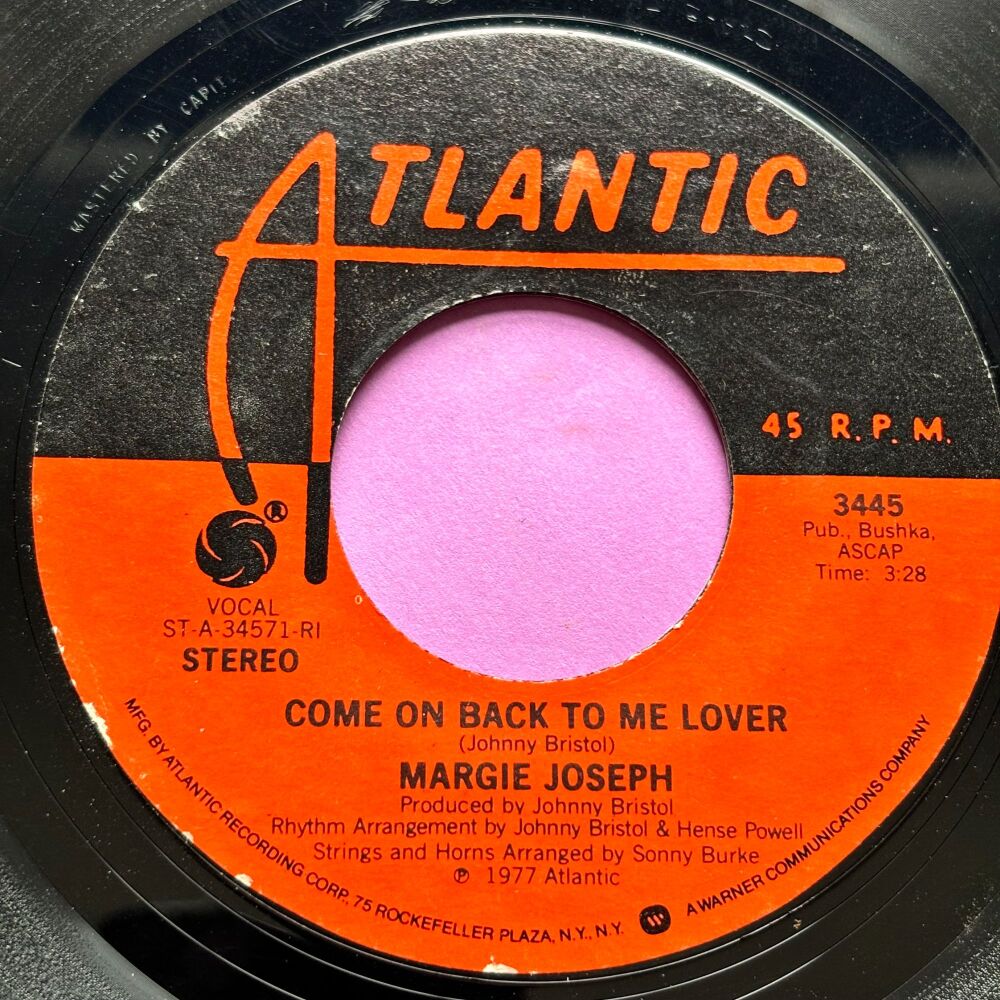 MASTERED BY CAPIT
ATLANTIC
45 R.P.M.
3445
Pub., Bushka,
ASCAP
Time: 3:28
®
VOCAL
ST-A-34571-RI
STEREO
COME ON BACK TO ME LOVER
(Johnny Bristol)
MARGIE JOSEPH
Produced by Johnny Bristol
Rhythm Arrangement by Johnny Bristol & Hense Powell
Strings and Horns Arranged by Sonny Burke
℗ 1977 Atlantic
MFG. BY ATLANTIC RECORDING CORP., 75 ROCKEFELLER PLAZA, N.Y., N.Y. A WARNER COMMUNICATIONS COMPANY